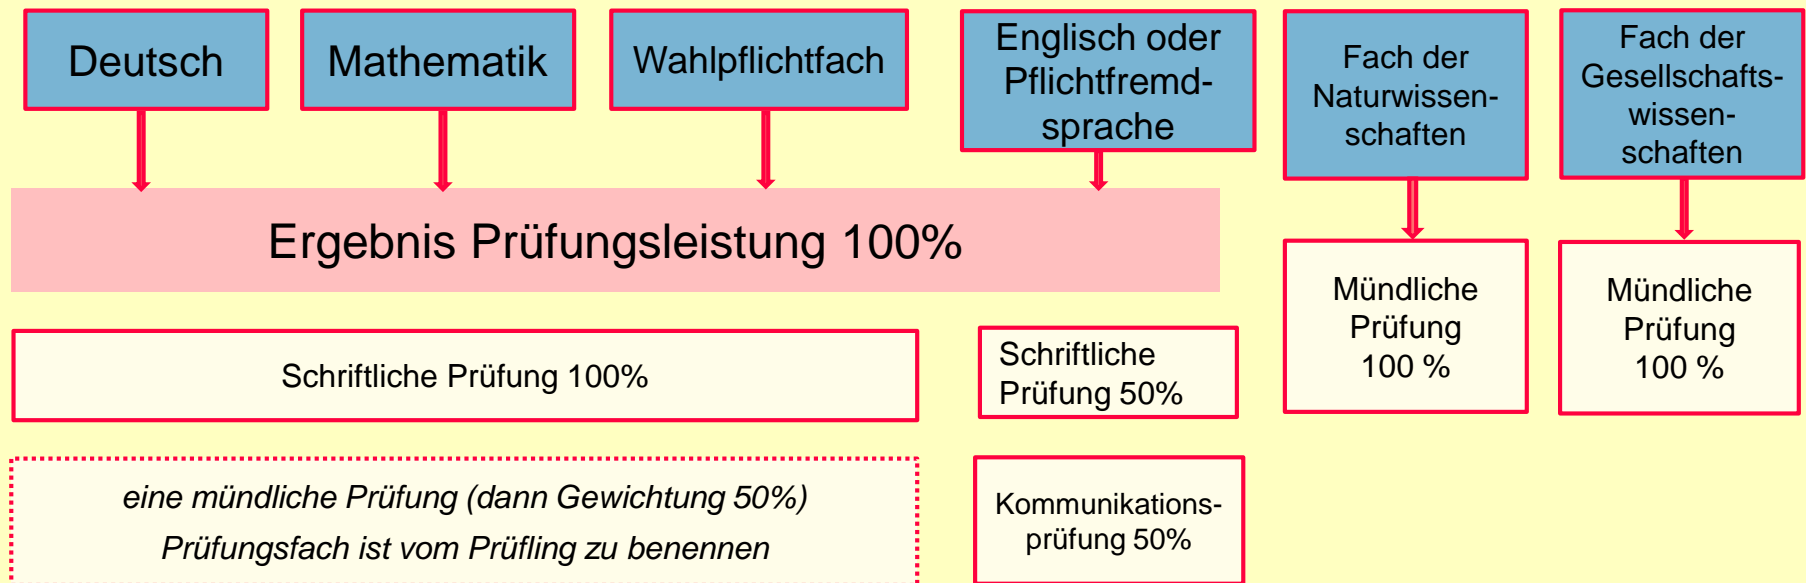 Deutsch
Mathematik
Wahlpflichtfach
Englisch oder
Pflichtfremd-
sprache
Fach der
Naturwissen-
schaften
Fach der
Gesellschafts-
wissen-
schaften
Ergebnis Prüfungsleistung 100%
Mündliche
Prüfung
100 %
Mündliche
Prüfung
100 %
Schriftliche Prüfung 100%
Schriftliche
Prüfung 50%
eine mündliche Prüfung (dann Gewichtung 50%)
Prüfungsfach ist vom Prüfling zu benennen
Kommunikations-
prüfung 50%